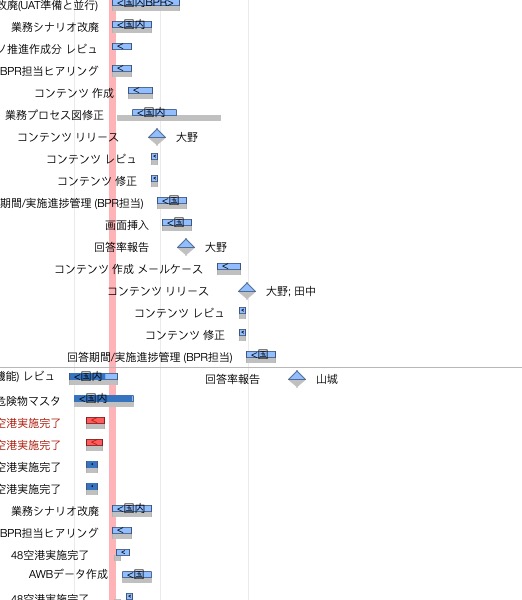 改廃(UAT準備と並行) <国内BPR>
業務シナリオ改廃 <国内
ノ推進作成分 レビュ <
BPR担当ヒアリング <
コンテンツ 作成 <
業務プロセス図修正 <国内
コンテンツ リリース 大野
コンテンツ レビュ
コンテンツ 修正
期間/実施進捗管理 (BPR担当) <国
画面挿入 <国
回答率報告 大野
コンテンツ 作成 メールケース <
コンテンツ リリース 大野; 田中
コンテンツ レビュ
コンテンツ 修正
回答期間/実施進捗管理 (BPR担当) <国
機能) レビュ <国内 回答率報告 山城
危険物マスタ <国内
空港実施完了 <
空港実施完了 <
空港実施完了
空港実施完了
業務シナリオ改廃 <国内
BPR担当ヒアリング <
48空港実施完了 <
AWBデータ作成 <国
48空港実施完了